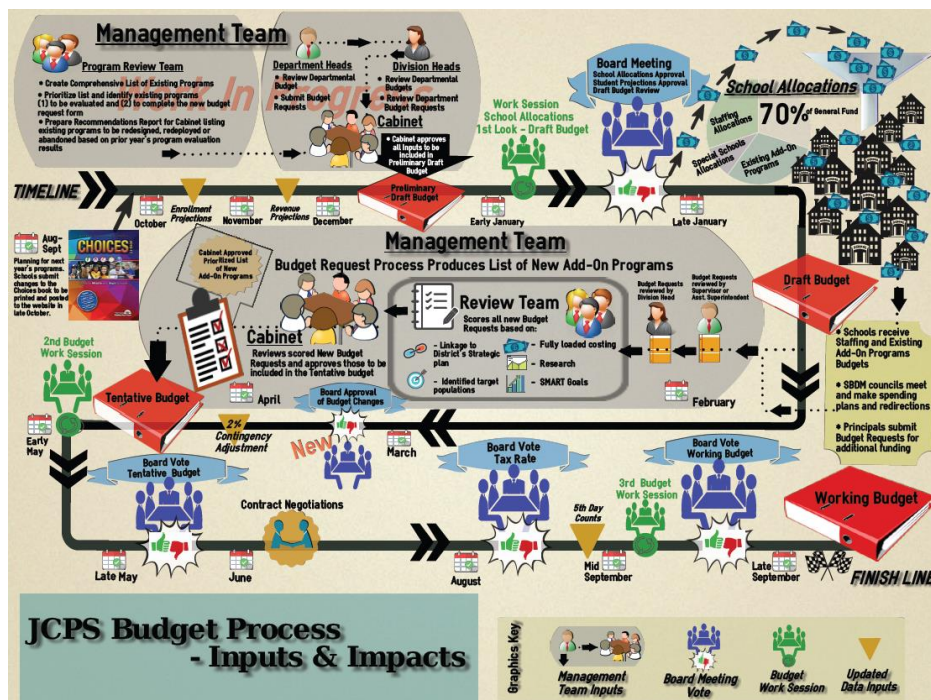 Management Team
Program Review Team
• Create Comprehensive List of Existing Programs
• Prioritize list and identify existing programs
(1) to be evaluated and (2) to complete the new budget
request form
• Prepare Recommendations Report for Cabinet listing
existing programs to be redesigned, redeployed or
abandoned based on prior year's program evaluation
results
Work In Progress
Department Heads
• Review Departmental
Budget
• Submit Budget
Requests
Division Heads
• Review Departmental
Budgets
• Review Department
Budget Requests
Cabinet
• Cabinet approves
all Inputs to be
included in
Preliminary Draft
Budget
Work Session
School Allocations
1st Look - Draft Budget
Board Meeting
School Allocations Approval
Student Projections Approval
Draft Budget Review
School Allocations
70% of General Fund
Staffing
Allocations
Special Schools
Allocations
Existing Add-On
Programs
TIMELINE
October
Enrollment
Projections
November
Revenue
Projections
December
Preliminary
Draft Budget
Early January
Late January
Aug-
Sept
CHOICES
Planning for next
year's programs.
Schools submit
changes to the
Choices book to be
printed and posted
to the website in
late October.
Cabinet Approved
Prioritized List
of New
Add-On Programs
Management Team
Budget Request Process Produces List of New Add-On Programs
Cabinet
Reviews scored New Budget
Requests and approves those to be
included in the Tentative budget
Review Team
Scores all new Budget
Requests based on:
- Linkage to
District's Strategic
plan
- Identified target
populations
- Fully loaded costing
- Research
- SMART Goals
Budget Requests
reviewed by
Division Head
Budget Requests
reviewed by
Supervisor or
Asst. Superintendent
Draft Budget
• Schools receive
Staffing and Existing
Add-On Programs
Budgets
• SBDM councils meet
and make spending
plans and redirections
• Principals submit
Budget Requests for
additional funding
February
March
Board Approval
of Budget Changes
New
April
2%
Contingency
Adjustment
Tentative Budget
2nd Budget
Work Session
Early
May
Board Vote
Tentative Budget
Late May
June
Contract Negotiations
Board Vote
Tax Rate
August
5th Day
Counts
Mid
September
3rd Budget
Work Session
Board Vote
Working Budget
Late
September
Working Budget
FINISH LINE
JCPS Budget Process
- Inputs & Impacts
Graphics Key
Management
Team Inputs
Board Meeting
Vote
Budget
Work Session
Updated
Data Inputs